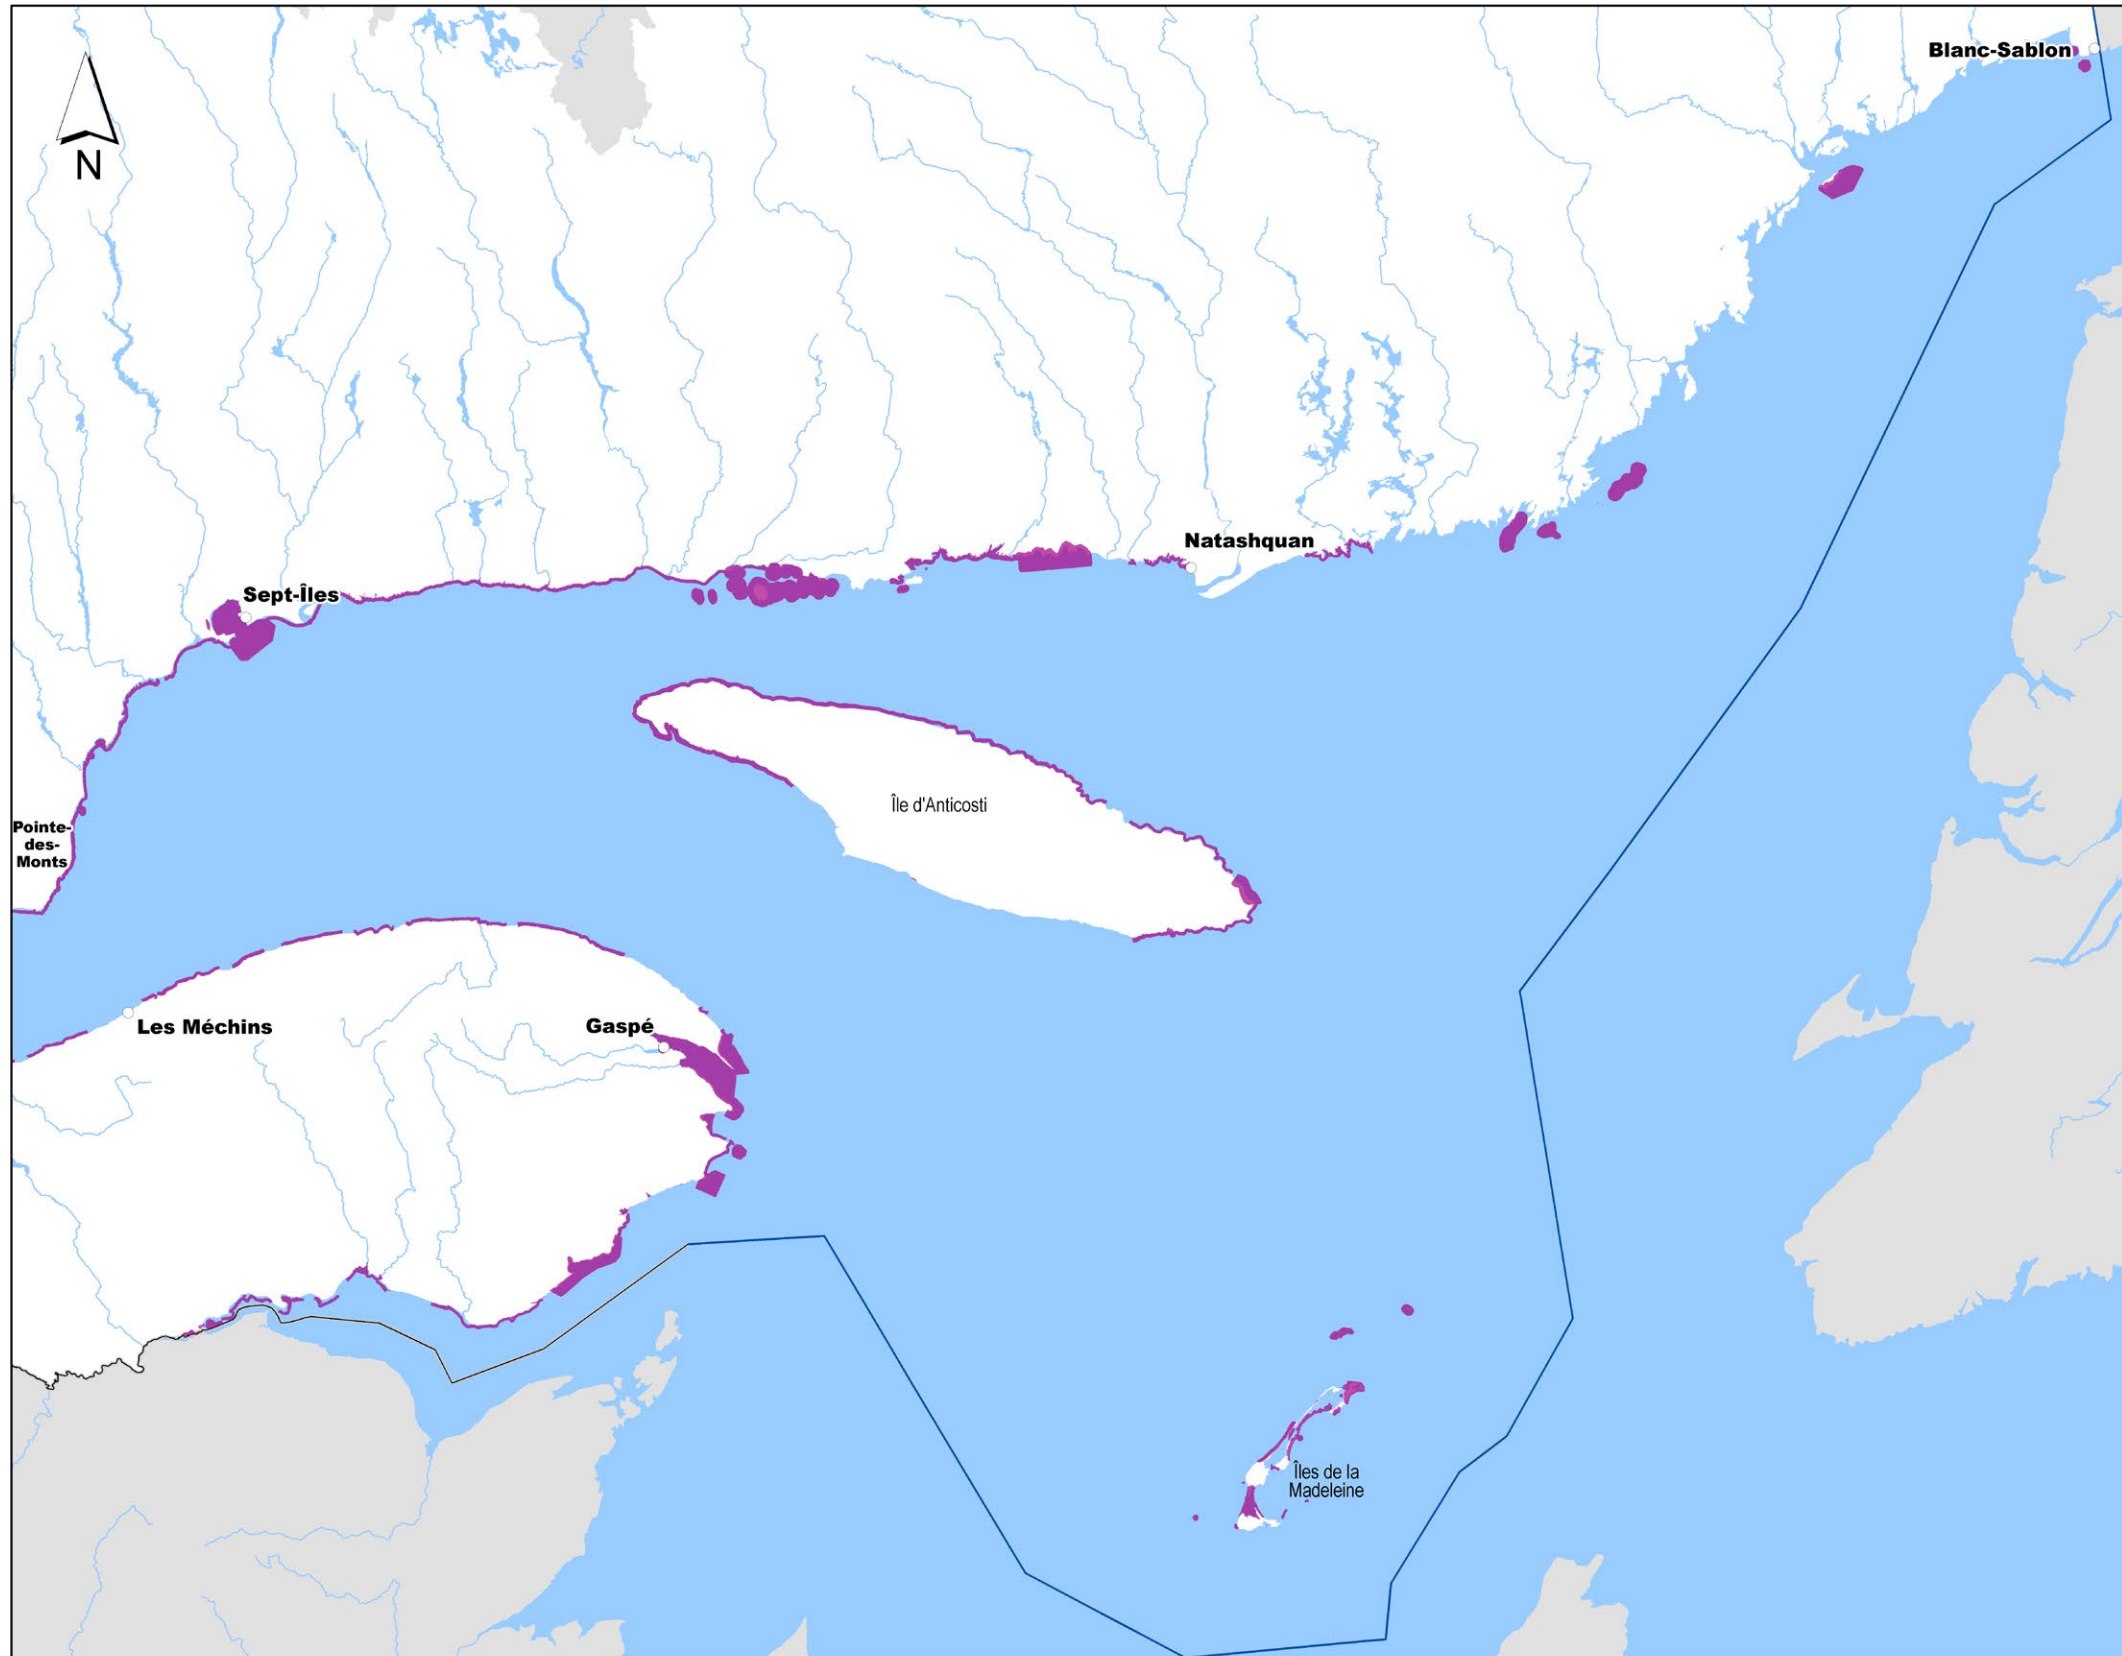 Blanc-Sablon
N
Natashquan
Sept-Îles
Île d'Anticosti
Pointe-
des-
Monts
Les Méchins
Gaspé
Îles de la
Madeleine